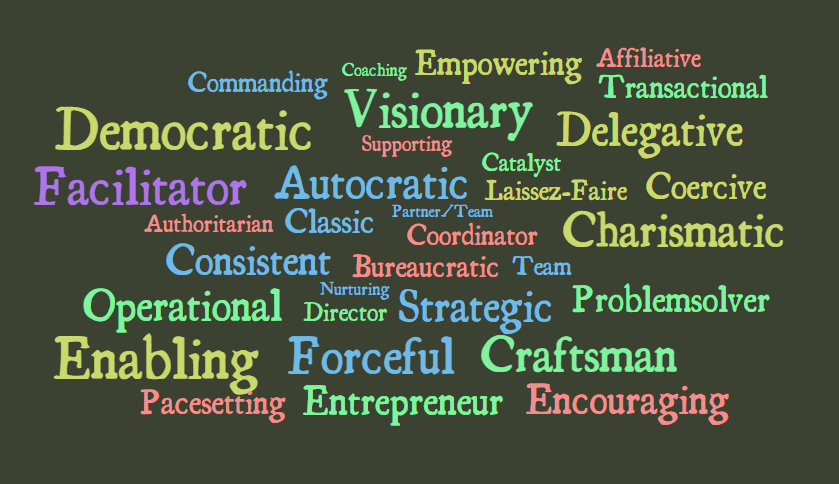 Commanding Coaching Empowering Affiliative
Transactional
Democratic Visionary Delegative
Supporting
Catalyst
Facilitator Autocratic Laissez-Faire Coercive
Authoritarian Classic Partner/Team
Coordinator Charismatic
Consistent Bureaucratic Team
Nurturing
Operational Director Strategic Problemsolver
Enabling Forceful Craftsman
Pacesetting Entrepreneur Encouraging